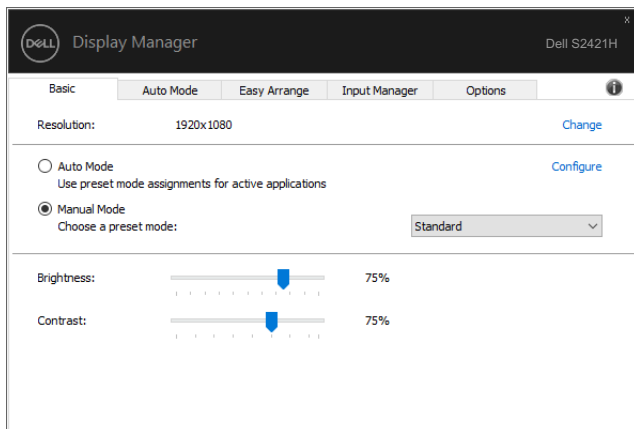 x
DELL Display Manager Dell S2421H
Basic Auto Mode Easy Arrange Input Manager Options i
Resolution: 1920x1080 Change
Auto Mode Configure
Use preset mode assignments for active applications
Manual Mode
Choose a preset mode: Standard
Brightness: 75%
Contrast: 75%